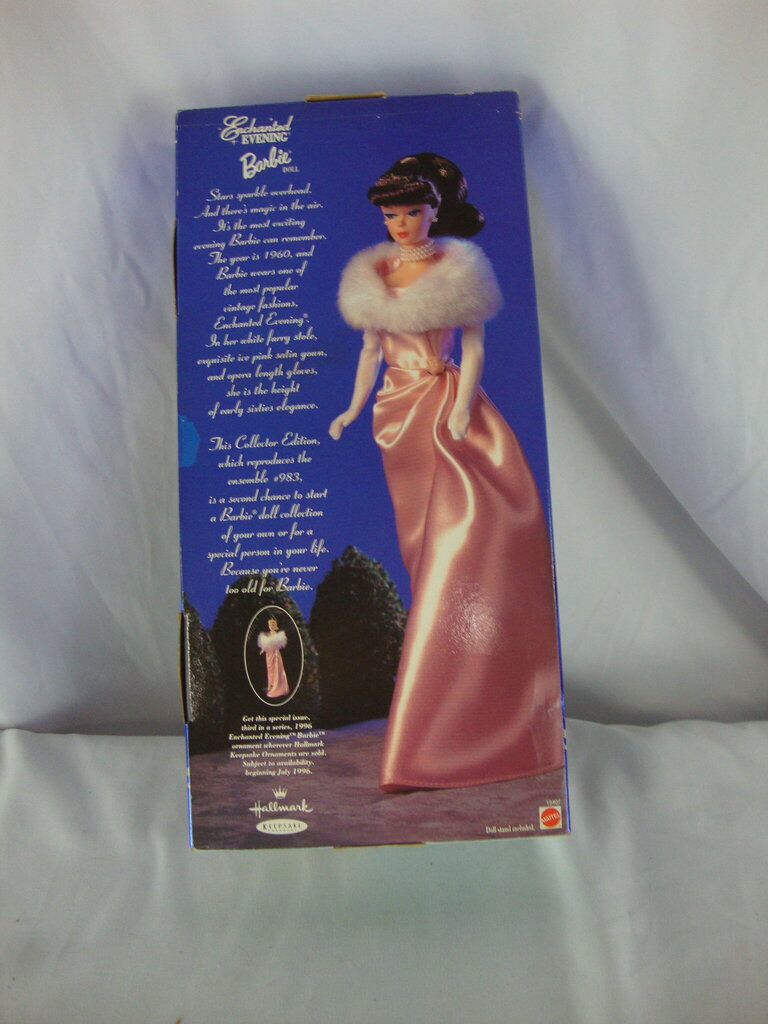 Enchanted
EVENING
Barbie
DOLL
Stars sparkle overhead.
And there's magic in the air.
It's the most exciting
evening Barbie can remember.
The year is 1960, and
Barbie wears one of
the most popular
vintage fashions,
Enchanted Evening®.
In her white furry stole,
exquisite ice pink satin gown,
and opera length gloves,
she is the height
of early sixties elegance.
This Collector Edition,
which reproduces the
ensemble #983,
is a second chance to start
a Barbie® doll collection
of your own or for a
special person in your life.
Because you're never
too old for Barbie.
Get this special issue,
third in a series, 1996
Enchanted Evening™ Barbie™
ornament wherever Hallmark
Keepsake Ornaments are sold.
Subject to availability,
beginning July 1996.
Hallmark
KEEPSAKE
Doll stand included.
MATTEL